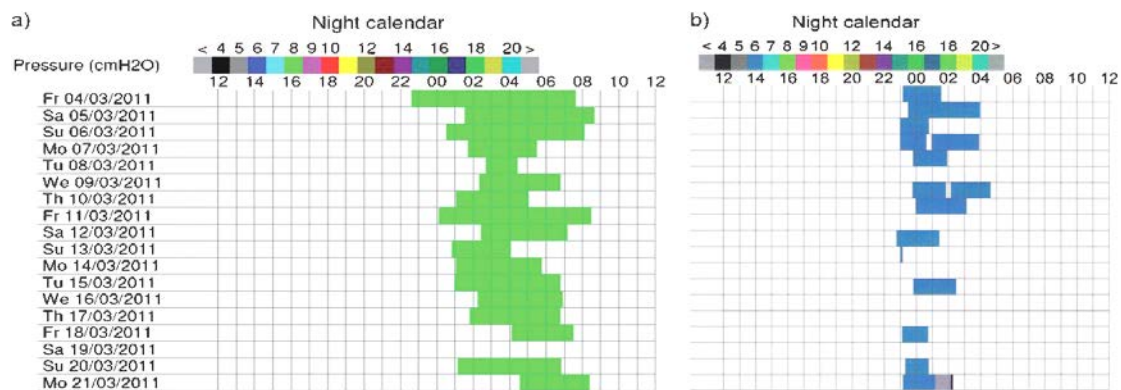 a)
Night calendar
< 4 5 6 7 8 9 10 12 14 16 18 20 >
Pressure (cmH2O)
12 14 16 18 20 22 00 02 04 06 08 10 12
Fr 04/03/2011
Sa 05/03/2011
Su 06/03/2011
Mo 07/03/2011
Tu 08/03/2011
We 09/03/2011
Th 10/03/2011
Fr 11/03/2011
Sa 12/03/2011
Su 13/03/2011
Mo 14/03/2011
Tu 15/03/2011
We 16/03/2011
Th 17/03/2011
Fr 18/03/2011
Sa 19/03/2011
Su 20/03/2011
Mo 21/03/2011
b)
Night calendar
< 4 5 6 7 8 9 10 12 14 16 18 20 >
12 14 16 18 20 22 00 02 04 06 08 10 12